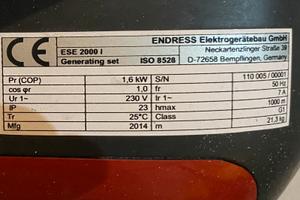 CE ENDRESS Elektrogerätebau GmbH
ESE 2000 I Neckartenzlinger Straße 39
Generating set ISO 8528 D-72658 Bempflingen, Germany
Pr (COP) 1,6 kW S/N 110 005 / 00001
cos φr 1,0 fr 50 Hz
Ur 1~ 230 V Ir 1~ 7 A
IP 23 hmax 1000 m
Tr 25°C Class G1
Mfg 2014 m 21,3 kg